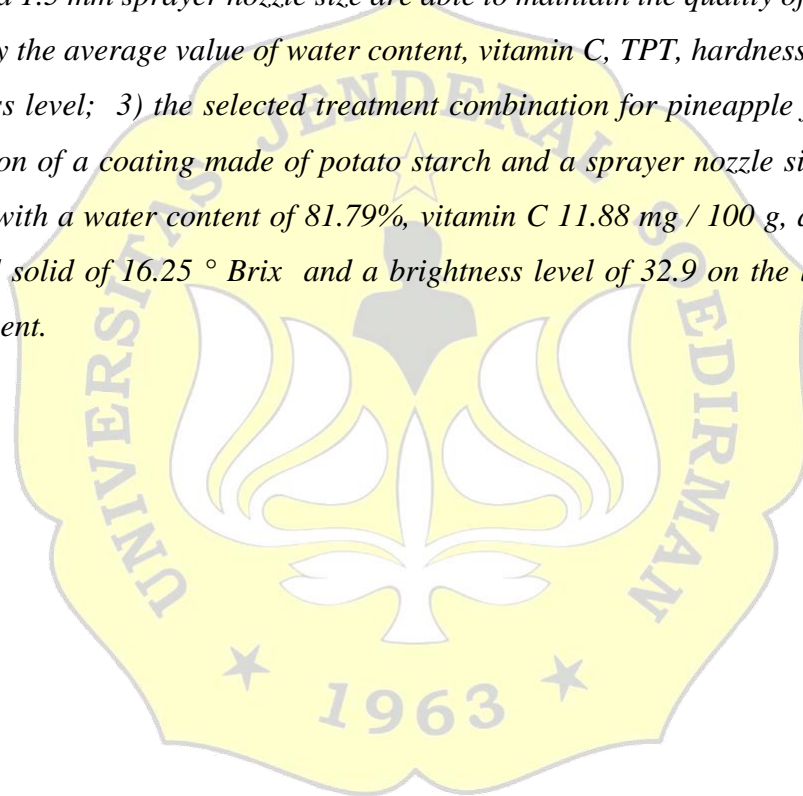 1.5 mm sprayer nozzle size are able to maintain the quality of
the average value of water content, vitamin C, TPT, hardness
level; 3) the selected treatment combination for pineapple
of a coating made of potato starch and a sprayer nozzle
with a water content of 81.79%, vitamin C 11.88 mg / 100 g,
solid of 16.25 ° Brix and a brightness level of 32.9 on the
UNIVERSITAS JENDERAL SOEDIRMAN
1963